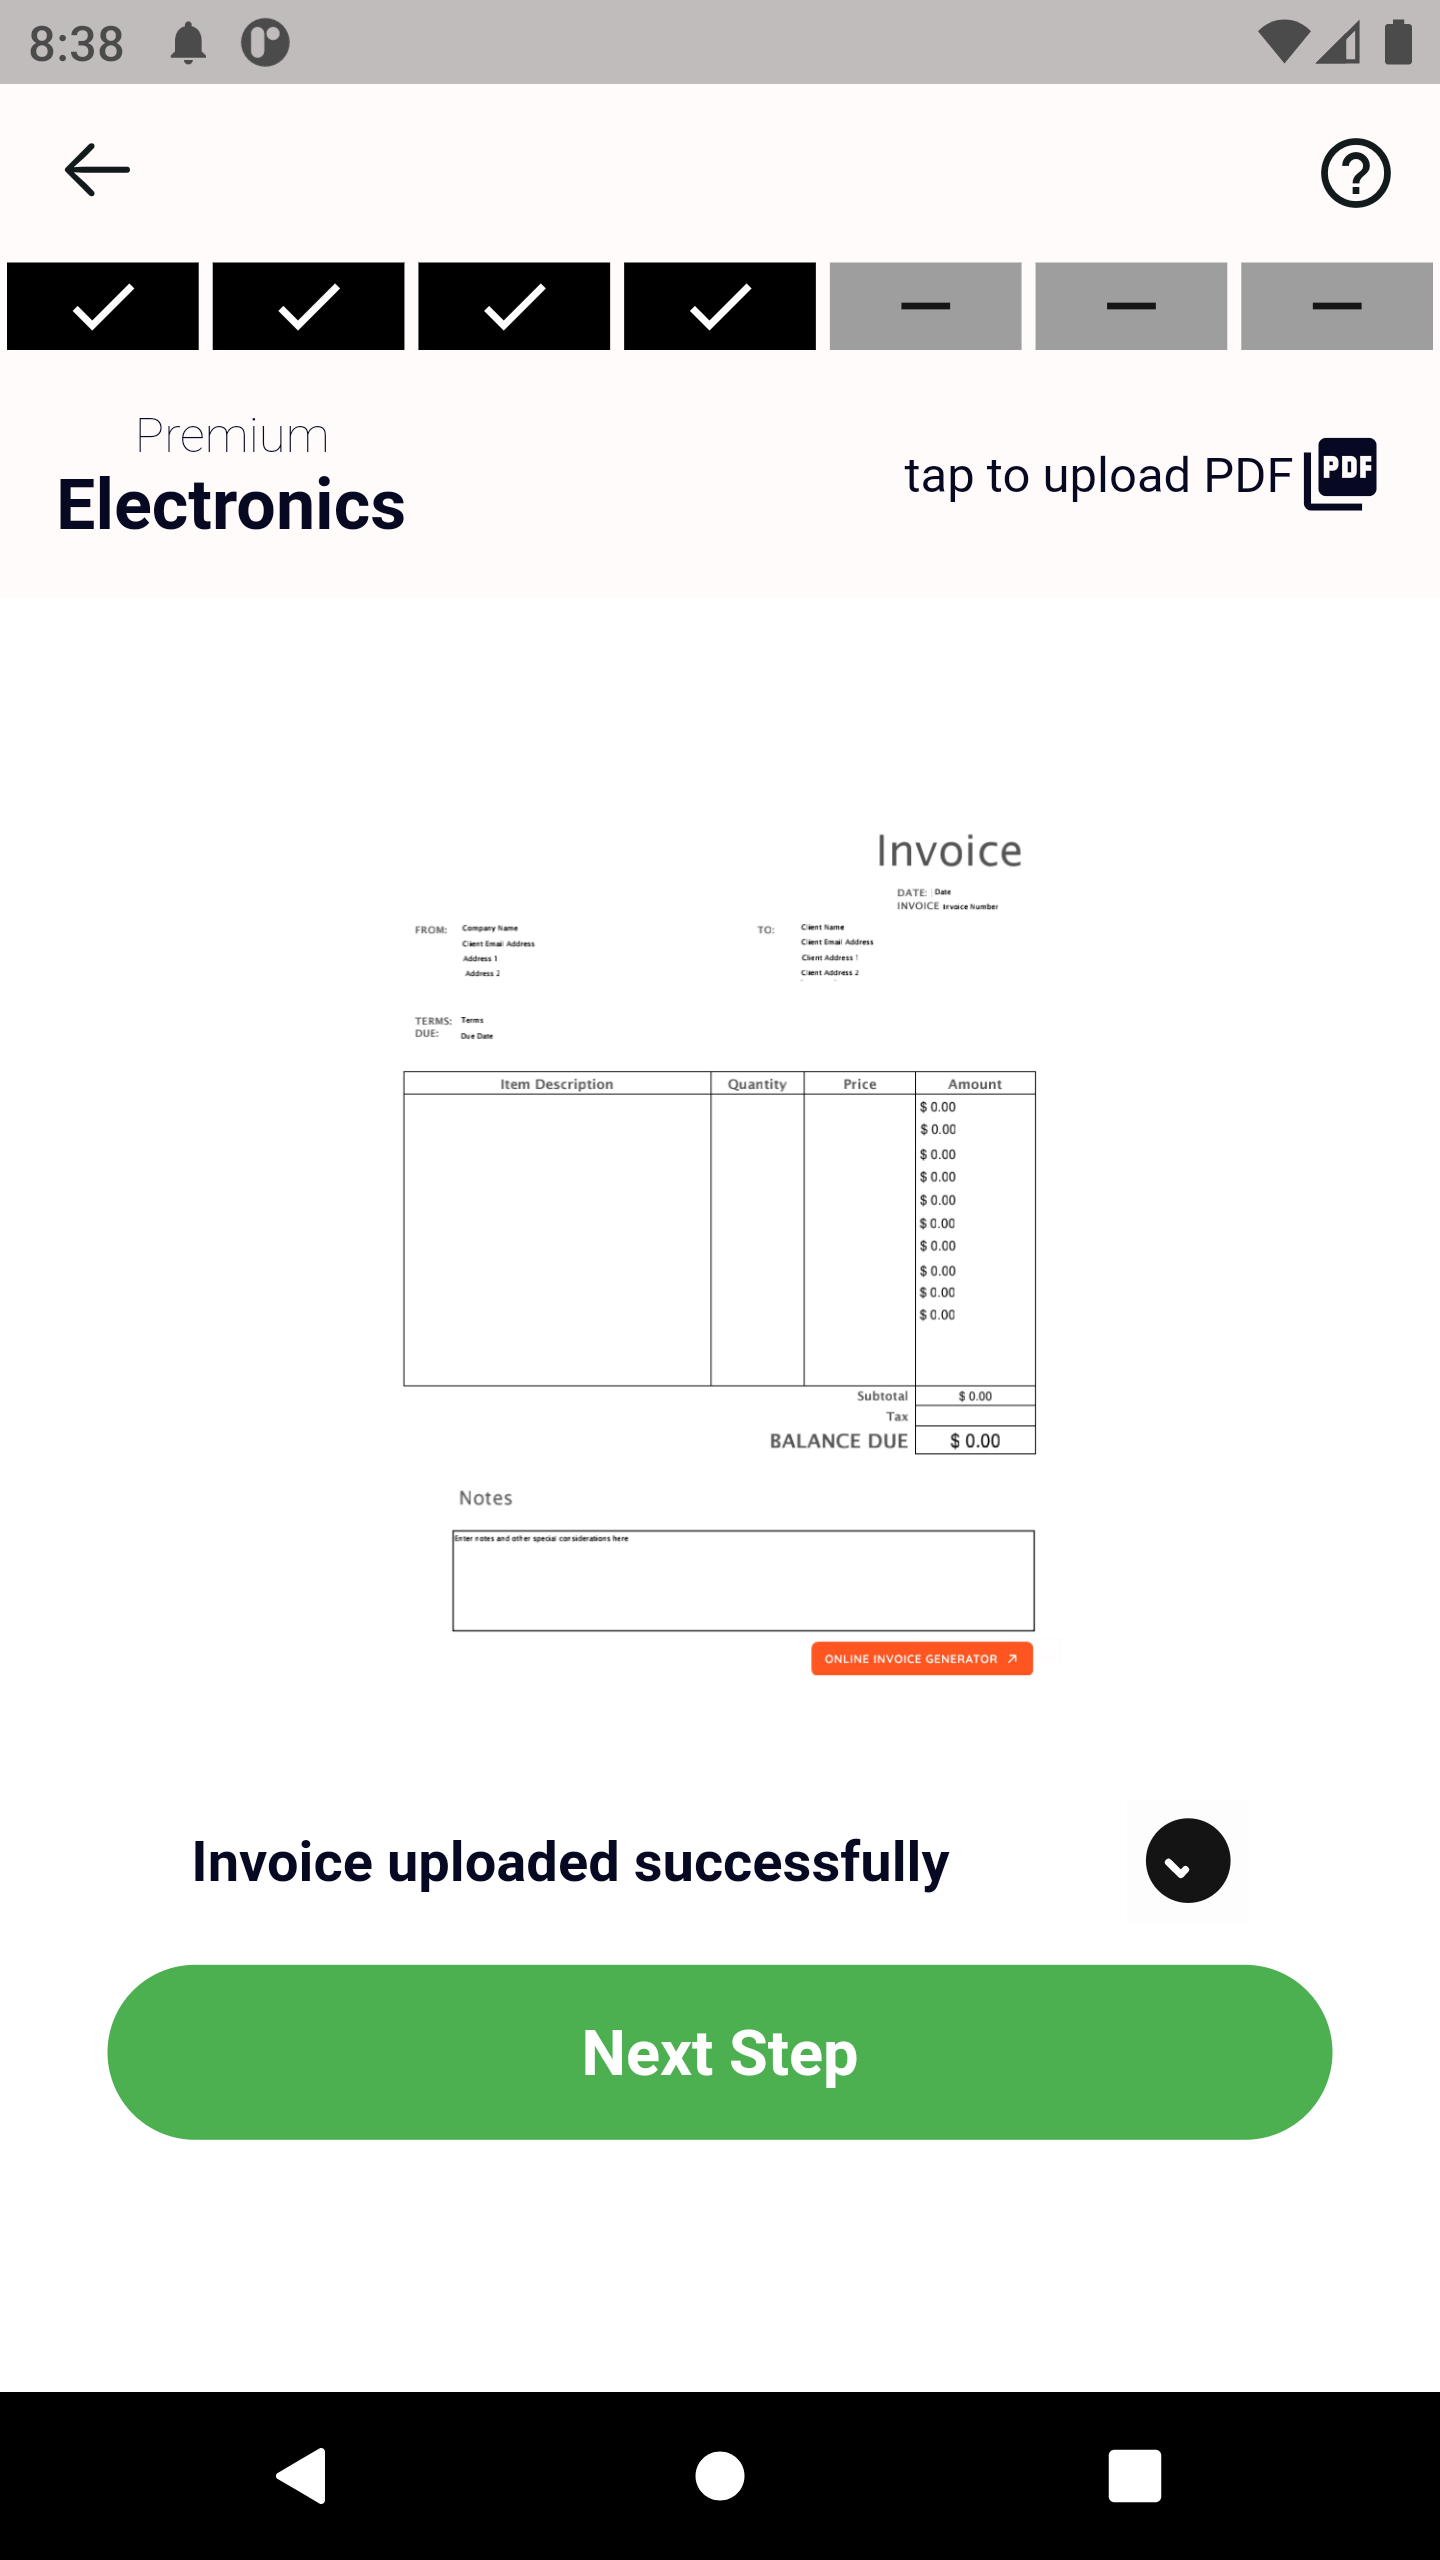 8:38
Premium
Electronics
tap to upload PDF
PDF
Invoice
DATE: Date
INVOICE Invoice Number
FROM: Company Name
Client Email Address
Address 1
Address 2
TO: Client Name
Client Email Address
Client Address 1
Client Address 2
TERMS: Terms
DUE: Due Date
Item Description Quantity Price Amount
$ 0.00
$ 0.00
$ 0.00
$ 0.00
$ 0.00
$ 0.00
$ 0.00
$ 0.00
$ 0.00
$ 0.00
Subtotal $ 0.00
Tax
BALANCE DUE $ 0.00
Notes
Enter notes and other special considerations here
ONLINE INVOICE GENERATOR
Invoice uploaded successfully
Next Step